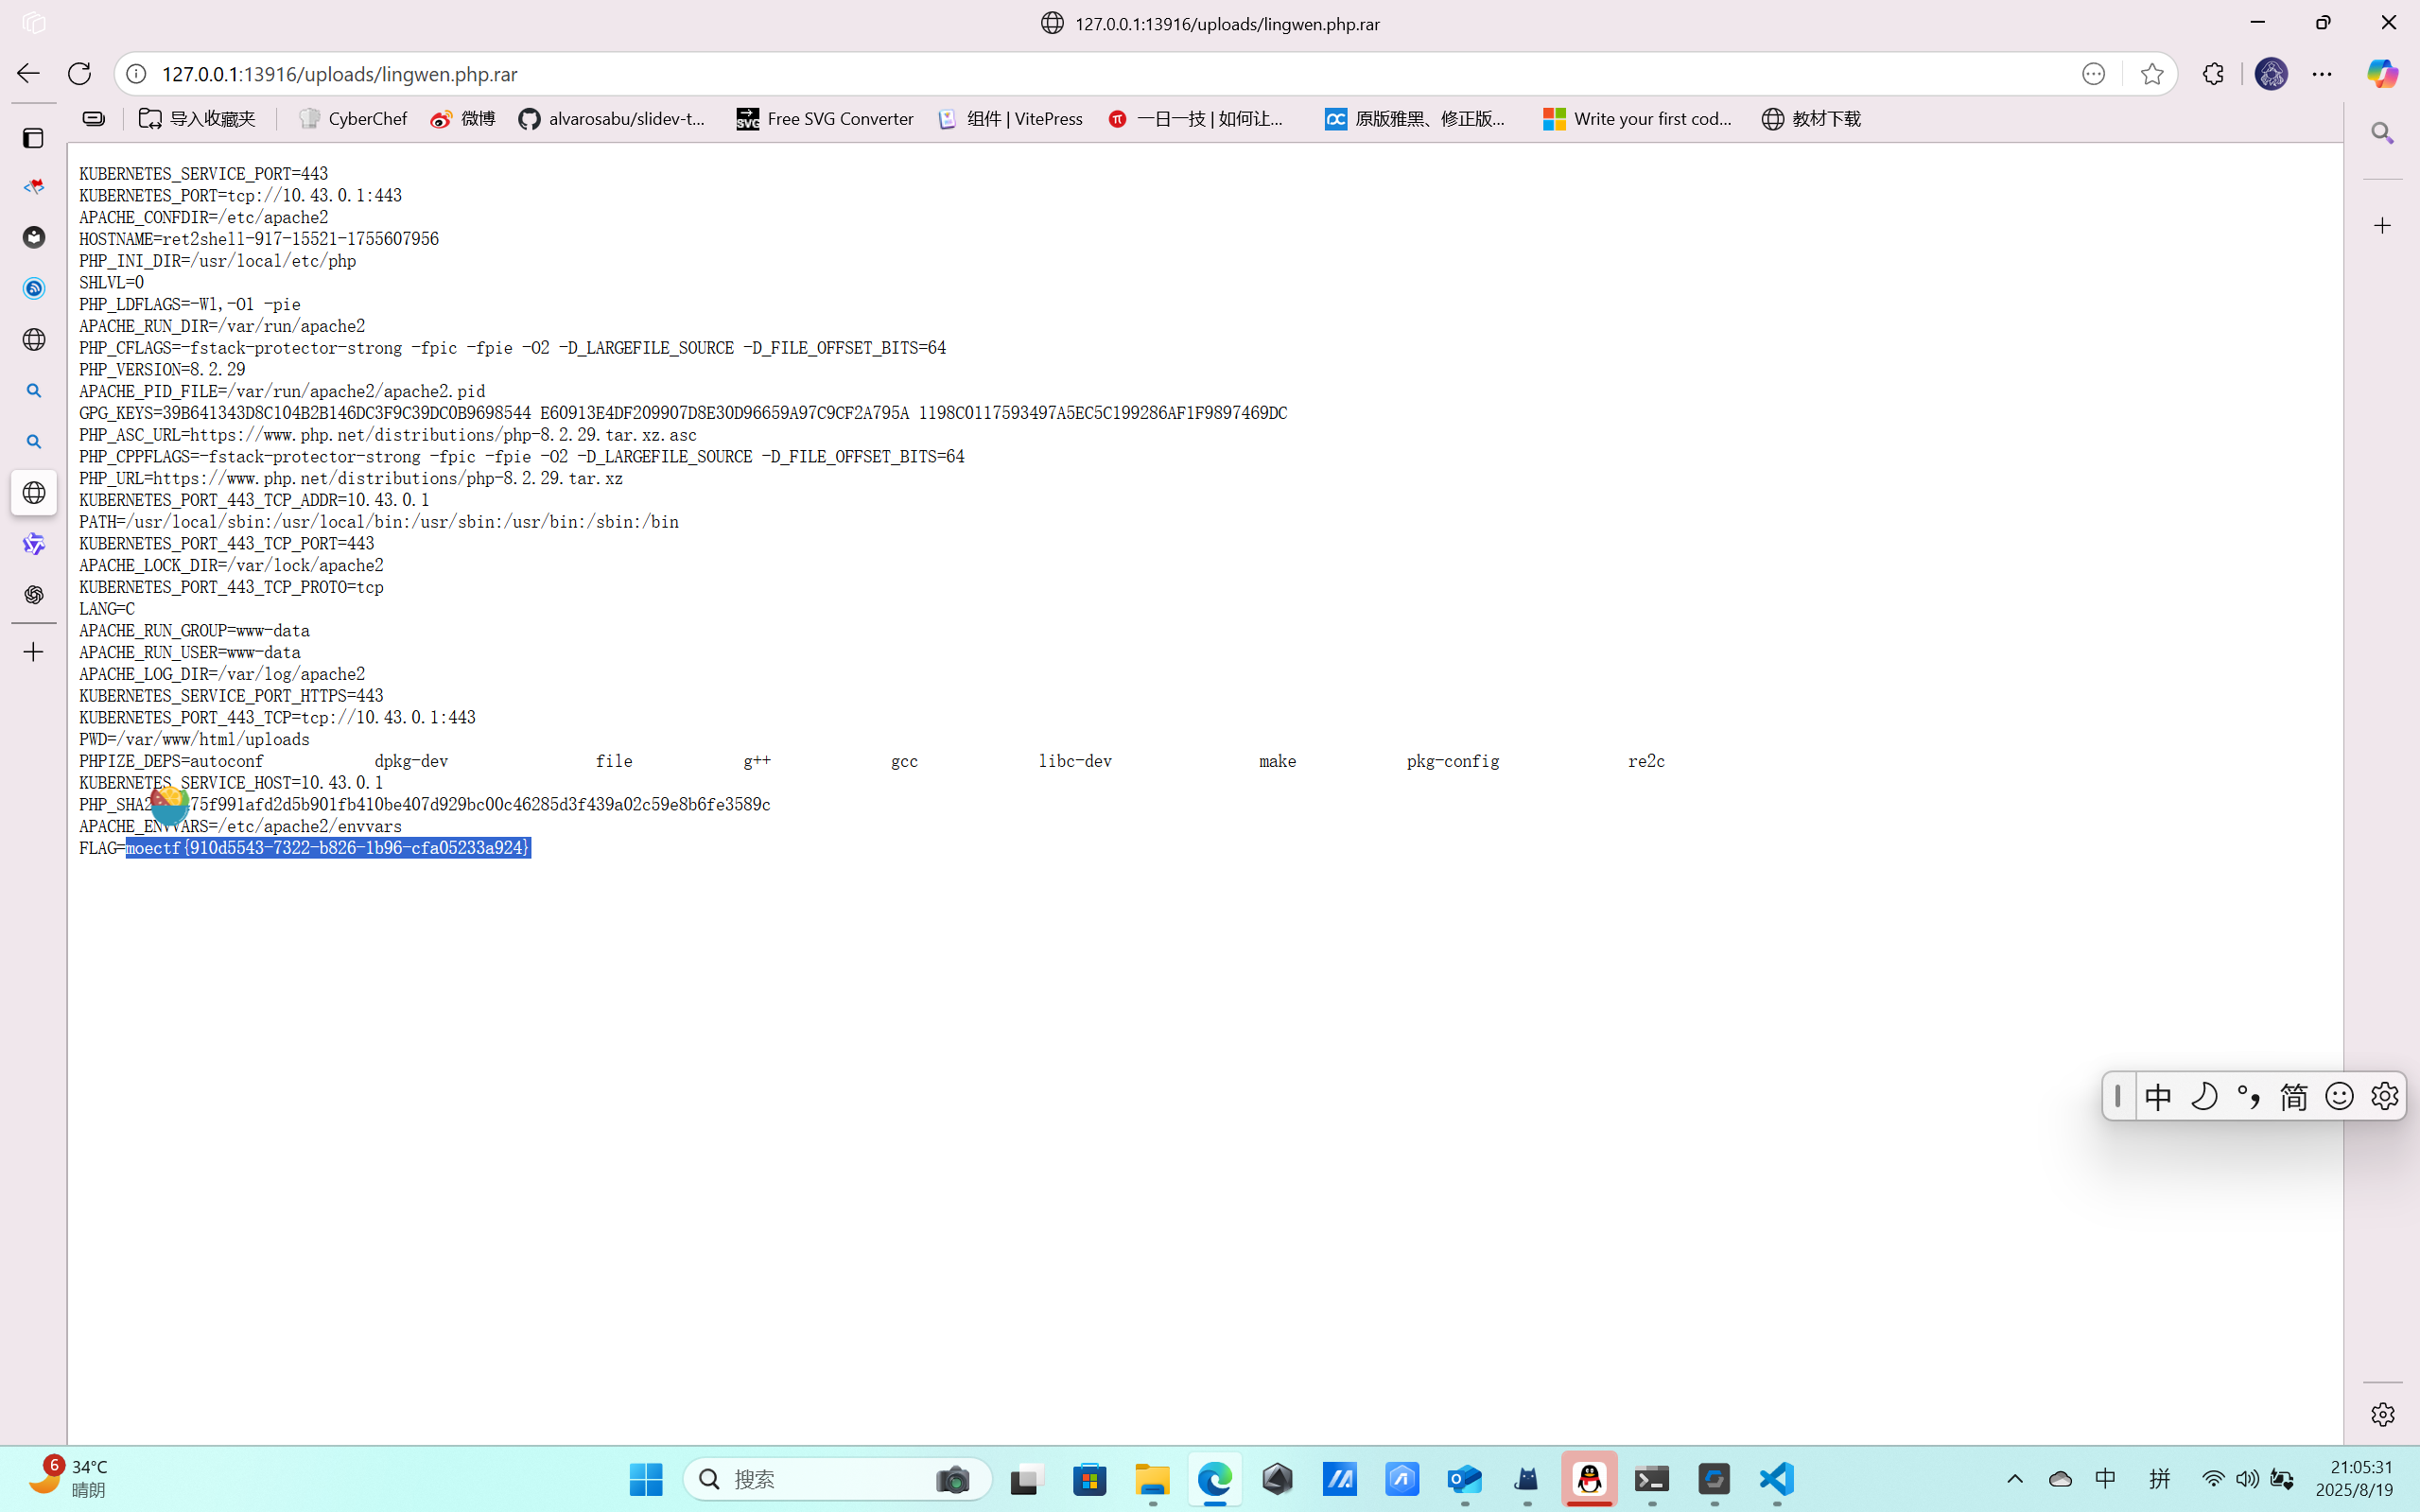 127.0.0.1:13916/uploads/lingwen.php.rar
127.0.0.1:13916/uploads/lingwen.php.rar
导入收藏夹
CyberChef
微博
alvarosabu/slidev-t...
Free SVG Converter
组件 | VitePress
一日一技 | 如何让...
原版雅黑、修正版...
Write your first cod...
教材下载
KUBERNETES_SERVICE_PORT=443
KUBERNETES_PORT=tcp://10.43.0.1:443
APACHE_CONFDIR=/etc/apache2
HOSTNAME=ret2shell-917-15521-1755607956
PHP_INI_DIR=/usr/local/etc/php
SHLVL=0
PHP_LDFLAGS=-Wl,-O1 -pie
APACHE_RUN_DIR=/var/run/apache2
PHP_CFLAGS=-fstack-protector-strong -fpic -fpie -O2 -D_LARGEFILE_SOURCE -D_FILE_OFFSET_BITS=64
PHP_VERSION=8.2.29
APACHE_PID_FILE=/var/run/apache2/apache2.pid
GPG_KEYS=39B641343D8C104B2B146DC3F9C39DC0B9698544 E60913E4DF209907D8E30D96659A97C9CF2A795A 1198C0117593497A5EC5C199286AF1F9897469DC
PHP_ASC_URL=https://www.php.net/distributions/php-8.2.29.tar.xz.asc
PHP_CPPFLAGS=-fstack-protector-strong -fpic -fpie -O2 -D_LARGEFILE_SOURCE -D_FILE_OFFSET_BITS=64
PHP_URL=https://www.php.net/distributions/php-8.2.29.tar.xz
KUBERNETES_PORT_443_TCP_ADDR=10.43.0.1
PATH=/usr/local/sbin:/usr/local/bin:/usr/sbin:/usr/bin:/sbin:/bin
KUBERNETES_PORT_443_TCP_PORT=443
APACHE_LOCK_DIR=/var/lock/apache2
KUBERNETES_PORT_443_TCP_PROTO=tcp
LANG=C
APACHE_RUN_GROUP=www-data
APACHE_RUN_USER=www-data
APACHE_LOG_DIR=/var/log/apache2
KUBERNETES_SERVICE_PORT_HTTPS=443
KUBERNETES_PORT_443_TCP=tcp://10.43.0.1:443
PWD=/var/www/html/uploads
PHPIZE_DEPS=autoconf dpkg-dev file g++ gcc libc-dev make pkg-config re2c
KUBERNETES_SERVICE_HOST=10.43.0.1
PHP_SHA2 75f991afd2d5b901fb410be407d929bc00c46285d3f439a02c59e8b6fe3589c
APACHE_ENVVARS=/etc/apache2/envvars
FLAG=moectf{910d5543-7322-b826-1b96-cfa05233a924}
中 简
6
34°C
晴朗
搜索
中
拼
21:05:31
2025/8/19